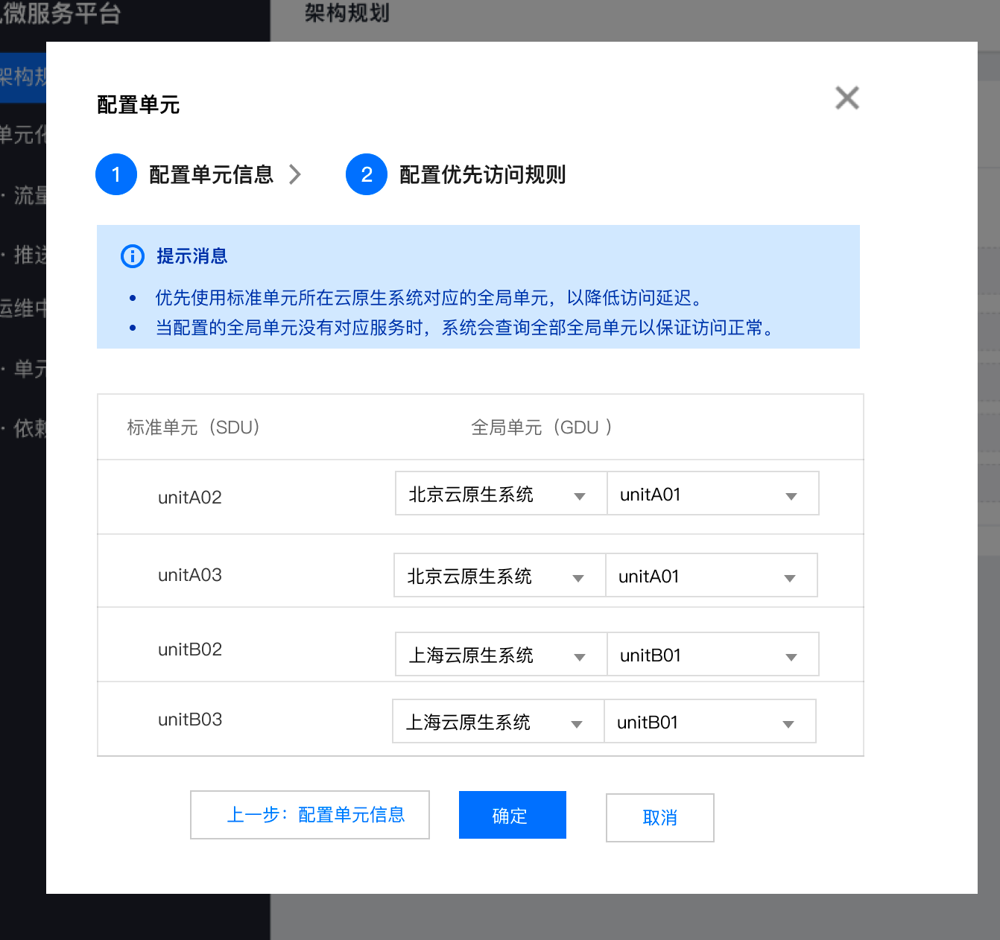 微服务平台
架构规划
架构规
单元化
· 流量
· 推送
运维中
· 单元
· 依赖
配置单元
1 配置单元信息
2 配置优先访问规则
提示消息
• 优先使用标准单元所在云原生系统对应的全局单元，以降低访问延迟。
• 当配置的全局单元没有对应服务时，系统会查询全部全局单元以保证访问正常。
标准单元（SDU） 全局单元（GDU ）
unitA02 北京云原生系统 unitA01
unitA03 北京云原生系统 unitA01
unitB02 上海云原生系统 unitB01
unitB03 上海云原生系统 unitB01
上一步：配置单元信息 确定 取消